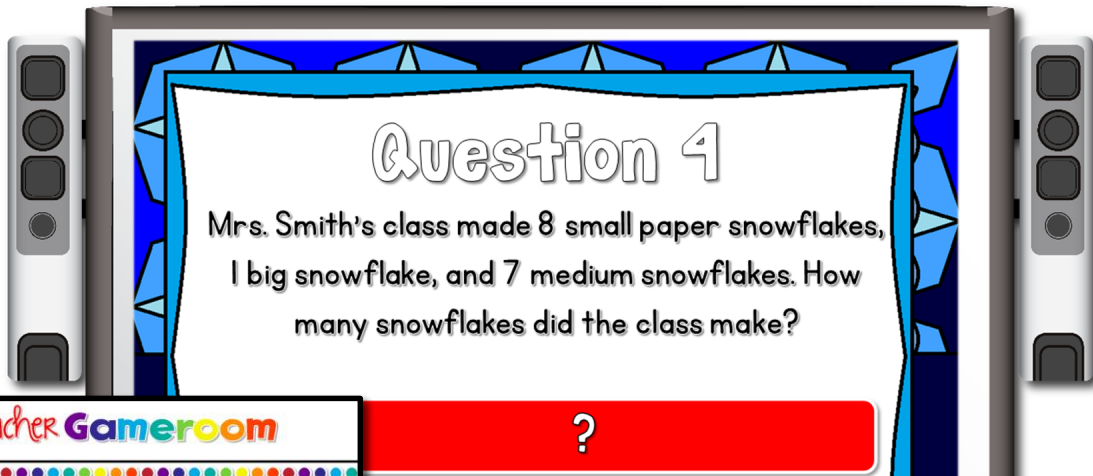 Question 4
Mrs. Smith's class made 8 small paper snowflakes,
1 big snowflake, and 7 medium snowflakes. How
many snowflakes did the class make?
?
Gameroom